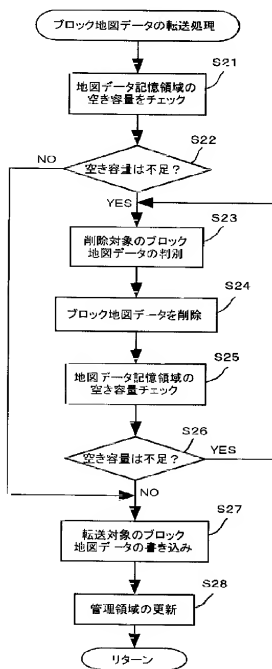 ブロック地図データの転送処理
S21
地図データ記憶領域の
空き容量をチェック
S22
NO
空き容量は不足?
YES
S23
削除対象のブロック
地図データの判別
S24
ブロック地図データを削除
S25
地図データ記憶領域の
空き容量チェック
S26
空き容量は不足?
YES
NO
S27
転送対象のブロック
地図データの書き込み
S28
管理領域の更新
リターン